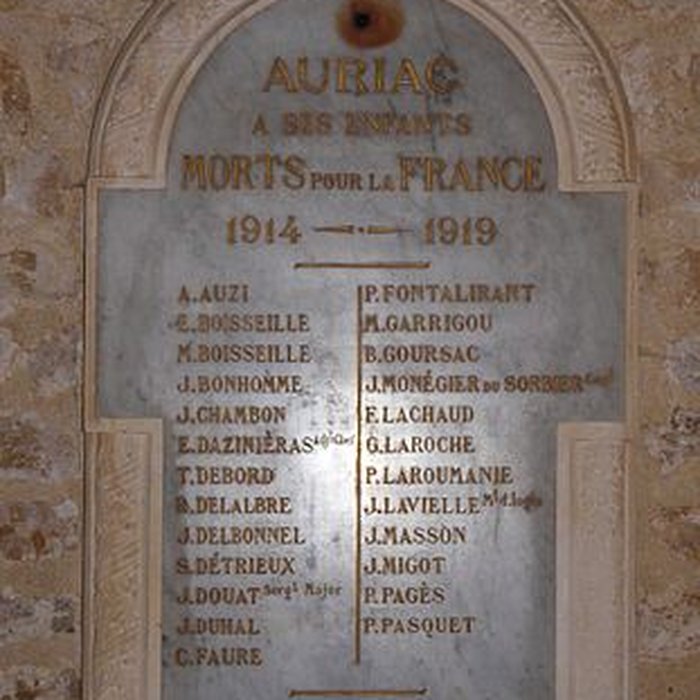 AURIAC
A SES ENFANTS
MORTS POUR LA FRANCE
1914 — · — 1919
A. AUZI
E. BOISSEILLE
M. BOISSEILLE
J. BONHOMME
J. CHAMBON
E. DAZINIÈRAS
T. DEBORD
DELALBRE
J. DELBONNEL
S. DÉTRIEUX
J. DOUAT Sergt Major
J. DUHAL
C. FAURE
P. FONTALIRANT
M. GARRIGOU
B. GOURSAC
J. MONÉGIER DU SORBIER
LACHAUD
G. LAROCHE
P. LAROUMANIE
J. LAVIELLE Mld. logis
J. MASSON
J. MIGOT
PAGÈS
P. PASQUET